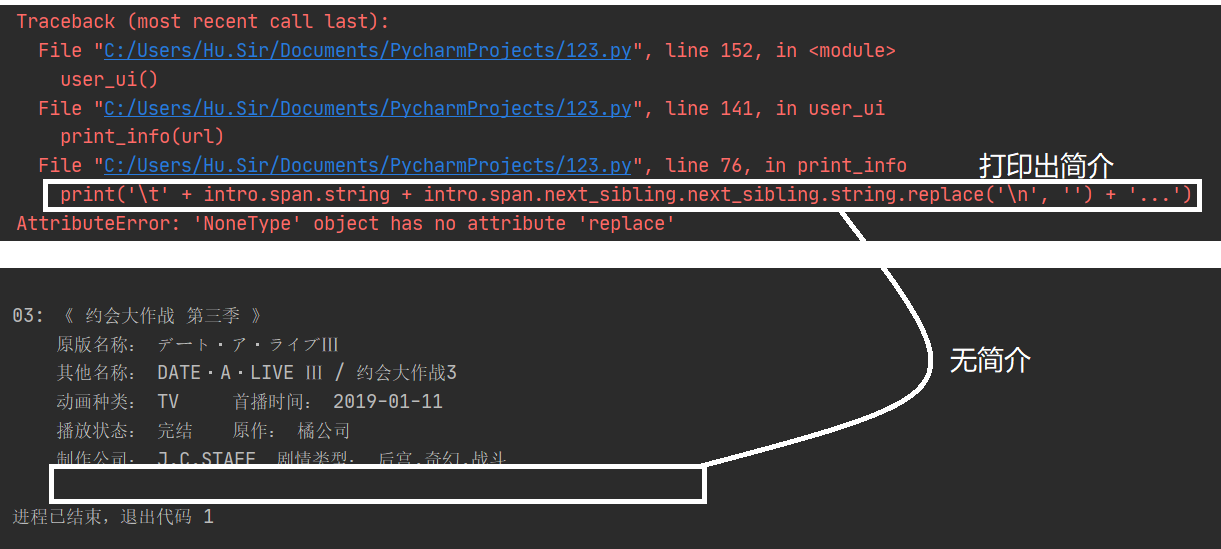 Traceback (most recent call last):
File "C:/Users/Hu.Sir/Documents/PycharmProjects/123.py", line 152, in <module>
user_ui()
File "C:/Users/Hu.Sir/Documents/PycharmProjects/123.py", line 141, in user_ui
print_info(url)
File "C:/Users/Hu.Sir/Documents/PycharmProjects/123.py", line 76, in print_info
打印出简介
print('\t' + intro.span.string + intro.span.next_sibling.next_sibling.string.replace('\n', '') + '...')
AttributeError: 'NoneType' object has no attribute 'replace'
03: 《 约会大作战 第三季 》
原版名称: デート・ア・ライブⅢ
其他名称: DATE·A·LIVE Ⅲ / 约会大作战3
无简介
动画种类: TV 首播时间: 2019-01-11
播放状态: 完结 原作: 橘公司
制作公司: J.C.STAFF 剧情类型: 后宫,奇幻,战斗
进程已结束，退出代码 1